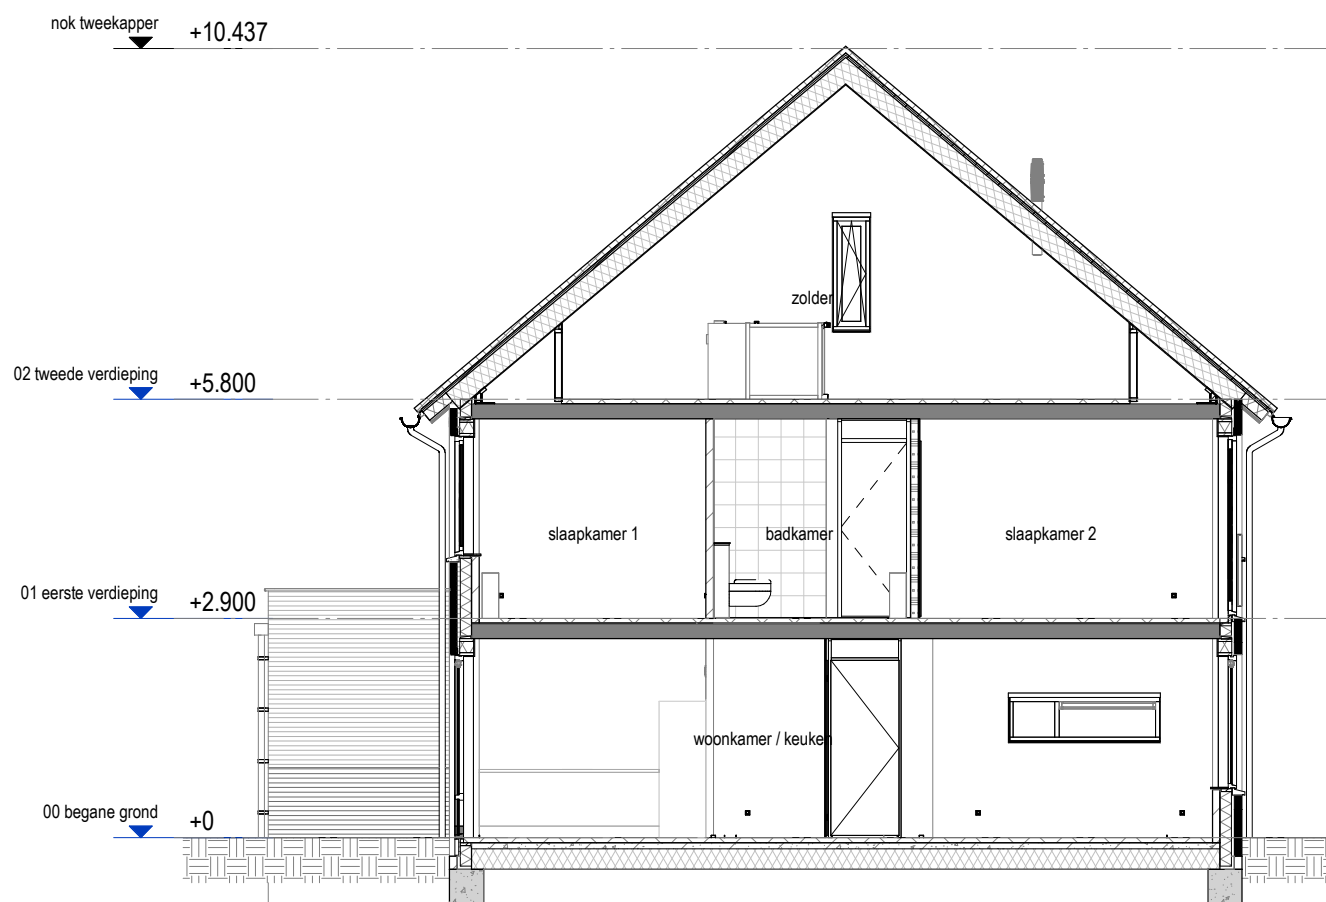 nok tweekapper
+10.437
zolder
02 tweede verdieping
+5.800
slaapkamer 1
badkamer
slaapkamer 2
01 eerste verdieping
+2.900
woonkamer / keuken
00 begane grond
+0